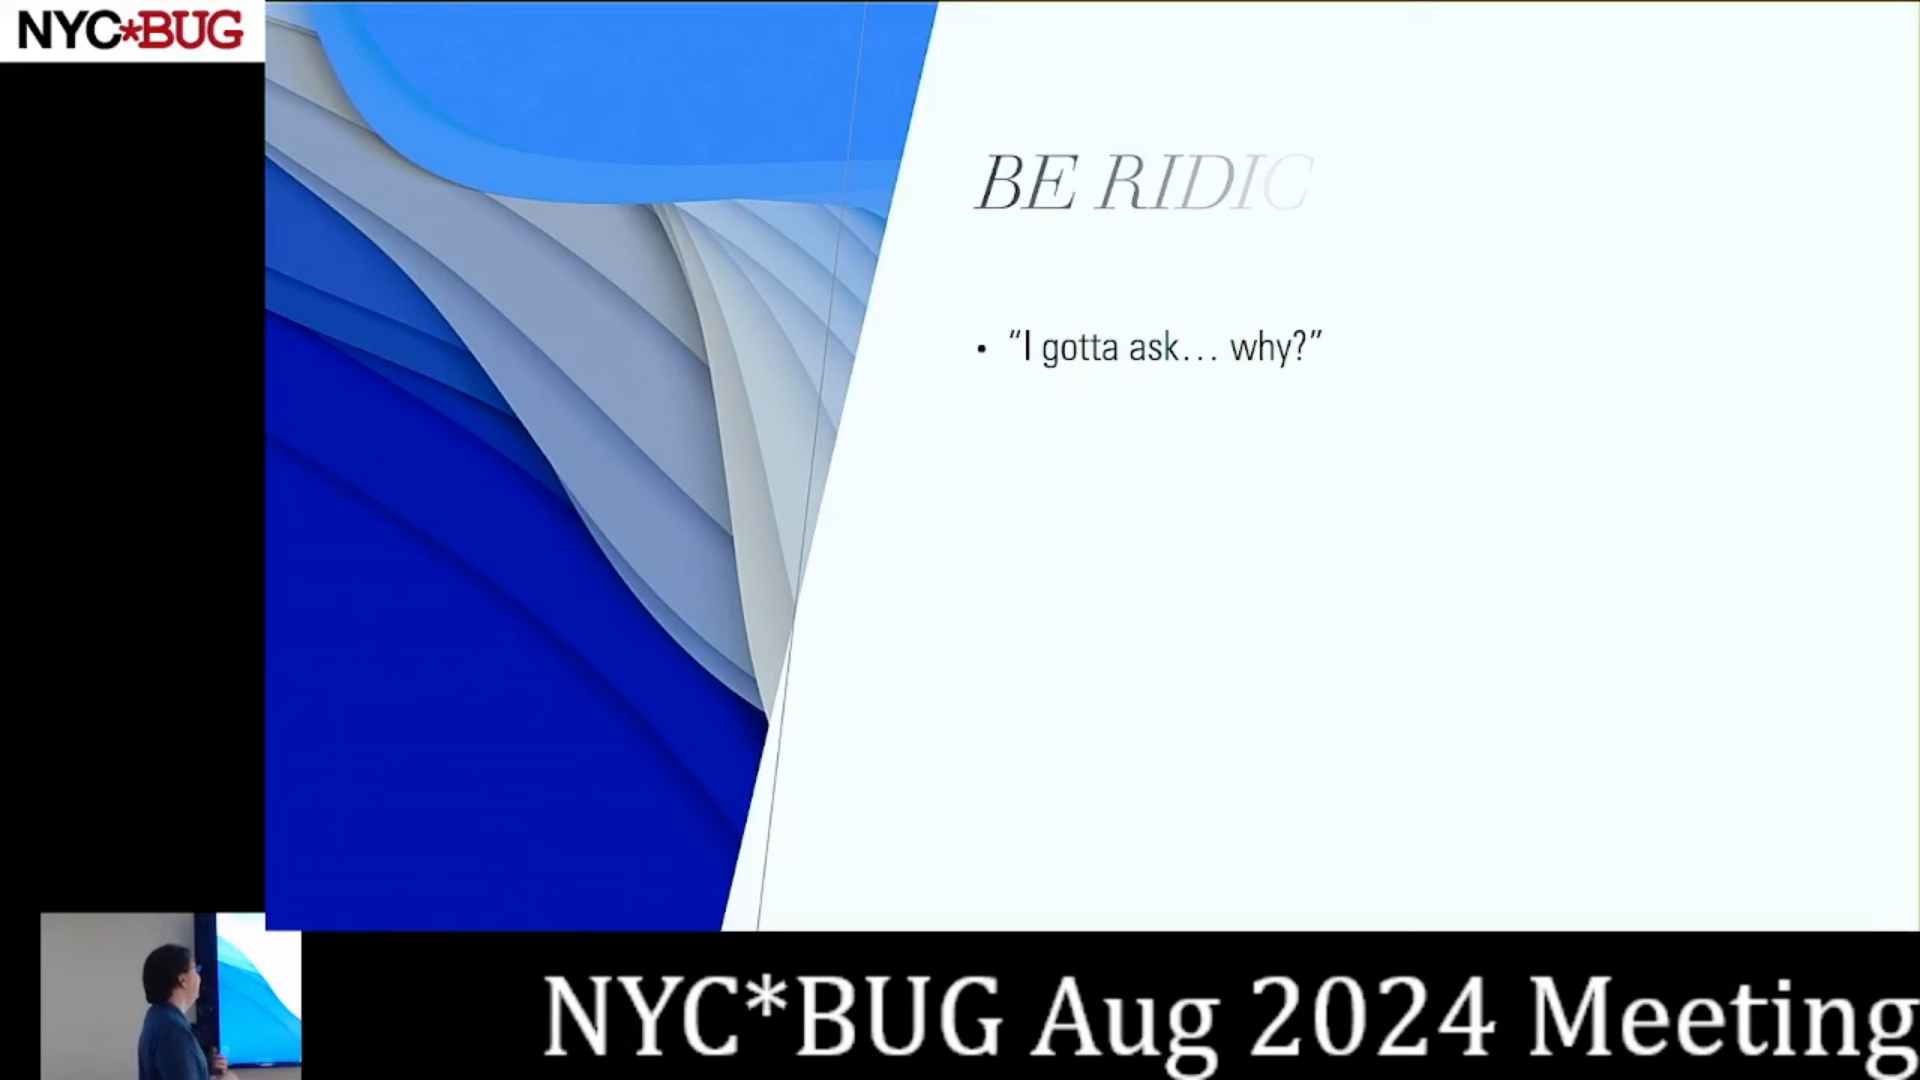 NYC*BUG
BE RIDIC
• “I gotta ask… why?”
NYC*BUG Aug 2024 Meeting